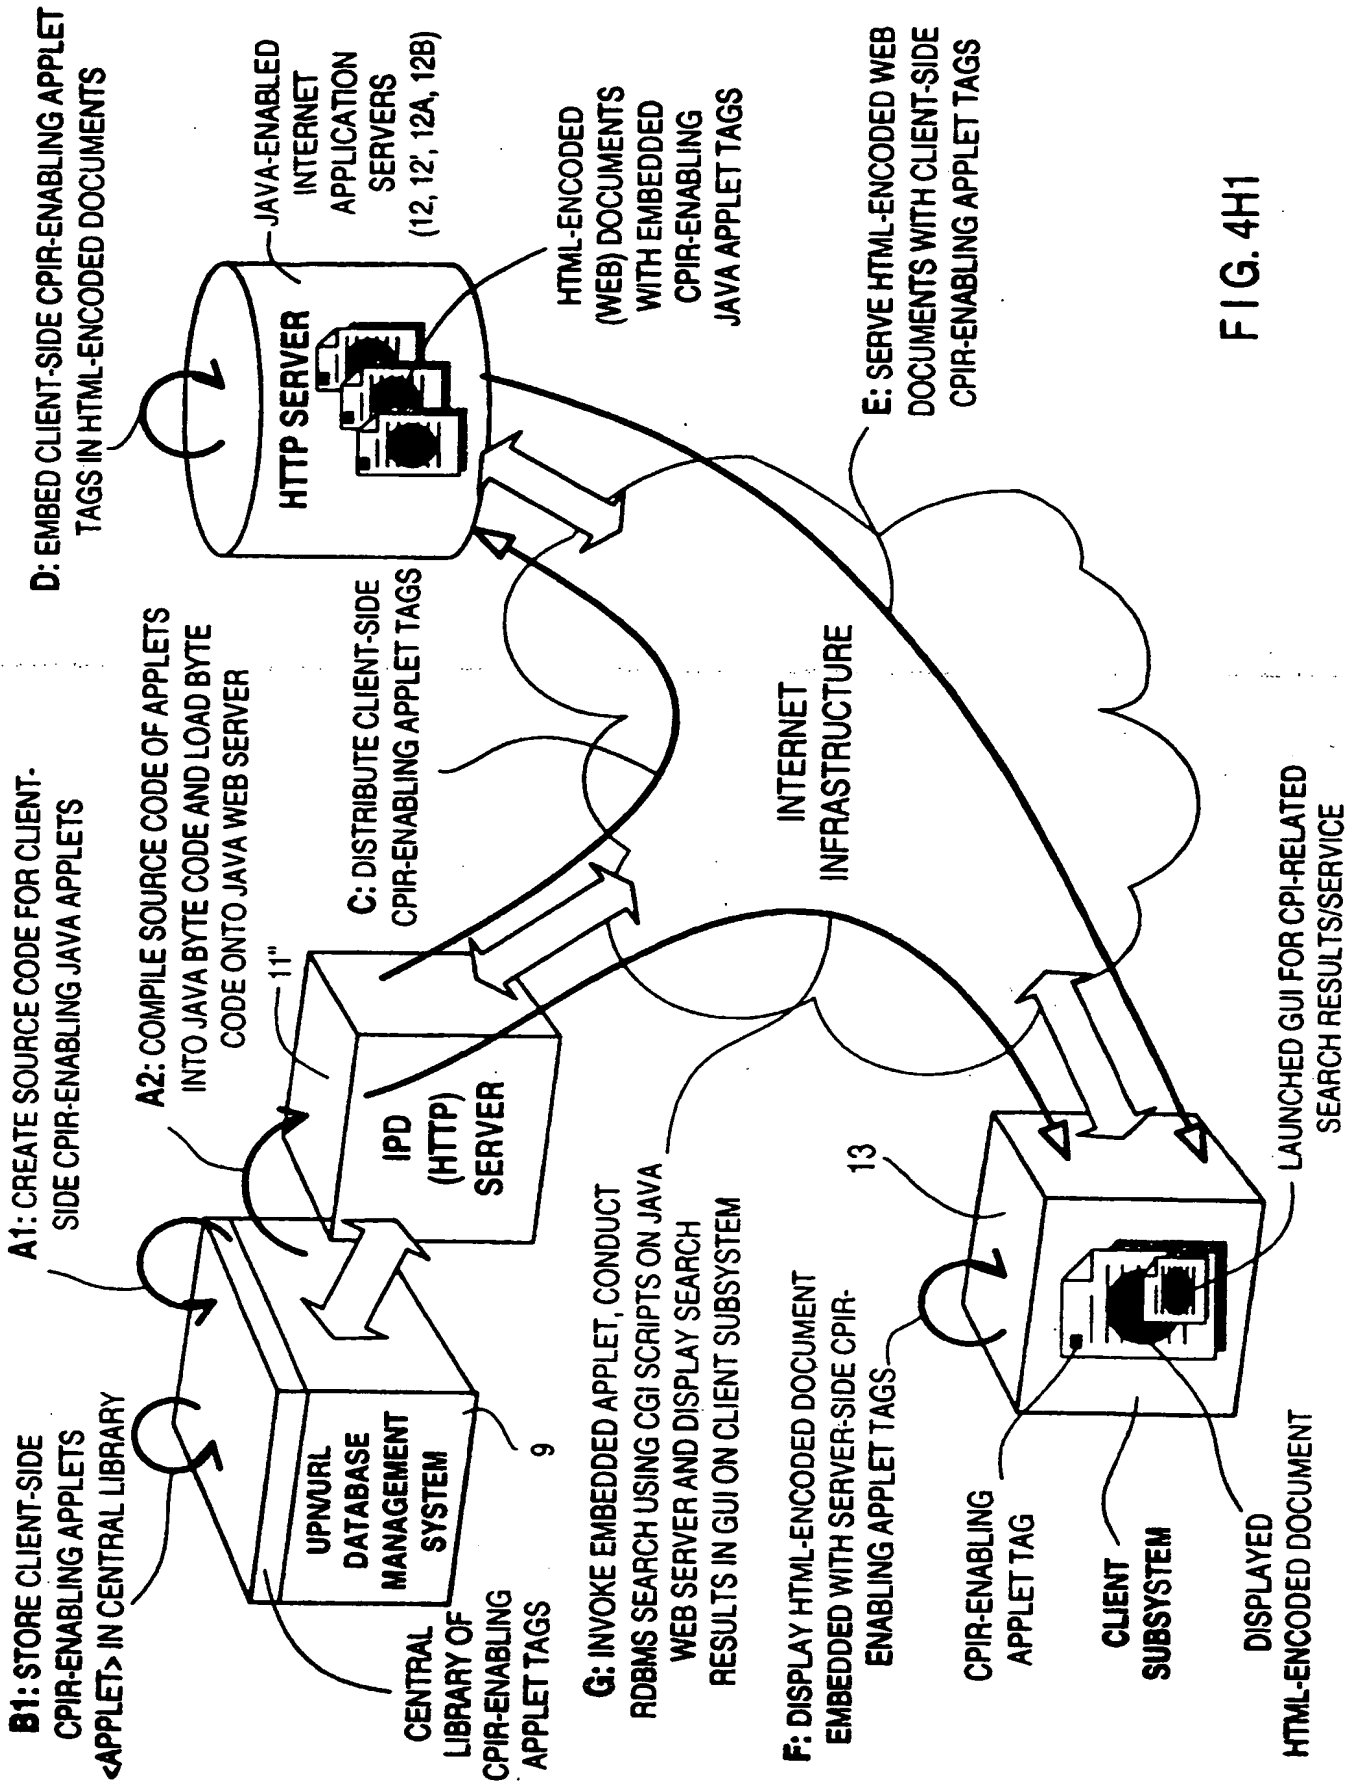 B1: STORE CLIENT-SIDE
CPIR-ENABLING APPLETS
<APPLET> IN CENTRAL LIBRARY
A1: CREATE SOURCE CODE FOR CLIENT-
SIDE CPIR-ENABLING JAVA APPLETS
A2: COMPILE SOURCE CODE OF APPLETS
INTO JAVA BYTE CODE AND LOAD BYTE
CODE ONTO JAVA WEB SERVER
D: EMBED CLIENT-SIDE CPIR-ENABLING APPLET
TAGS IN HTML-ENCODED DOCUMENTS
JAVA-ENABLED
INTERNET
APPLICATION
SERVERS
(12, 12', 12A, 12B)
HTTP SERVER
HTML-ENCODED
(WEB) DOCUMENTS
WITH EMBEDDED
CPIR-ENABLING
JAVA APPLET TAGS
11"
IPD
(HTTP)
SERVER
C: DISTRIBUTE CLIENT-SIDE
CPIR-ENABLING APPLET TAGS
UPN/URL
DATABASE
MANAGEMENT
SYSTEM
9
CENTRAL
LIBRARY OF
CPIR-ENABLING
APPLET TAGS
INTERNET
INFRASTRUCTURE
E: SERVE HTML-ENCODED WEB
DOCUMENTS WITH CLIENT-SIDE
CPIR-ENABLING APPLET TAGS
G: INVOKE EMBEDDED APPLET, CONDUCT
RDBMS SEARCH USING CGI SCRIPTS ON JAVA
WEB SERVER AND DISPLAY SEARCH
RESULTS IN GUI ON CLIENT SUBSYSTEM
F: DISPLAY HTML-ENCODED DOCUMENT
EMBEDDED WITH SERVER-SIDE CPIR-
ENABLING APPLET TAGS
13
CPIR-ENABLING
APPLET TAG
CLIENT
SUBSYSTEM
DISPLAYED
HTML-ENCODED DOCUMENT
LAUNCHED GUI FOR CPI-RELATED
SEARCH RESULTS/SERVICE
FIG. 4H1